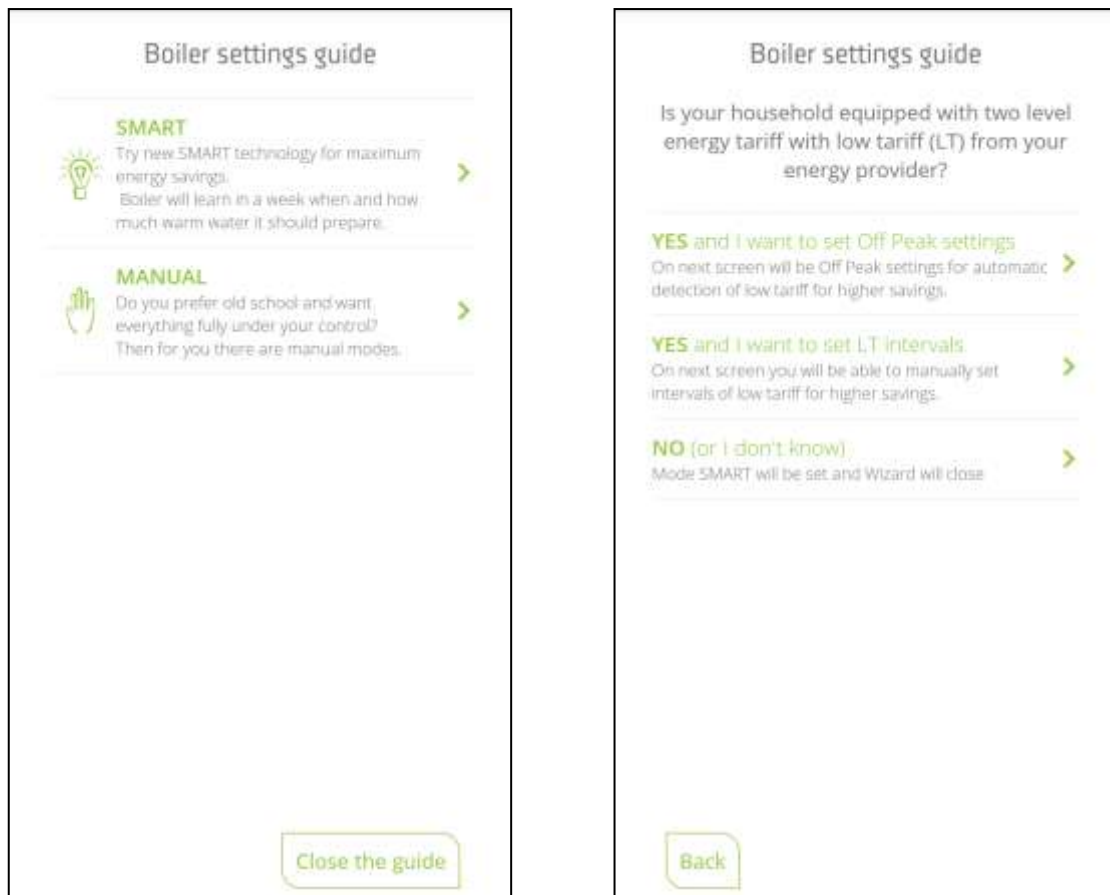 Boiler settings guide
SMART
Try new SMART technology for maximum
energy savings.
Boiler will learn in a week when and how
much warm water it should prepare.
MANUAL
Do you prefer old school and want
everything fully under your control?
Then for you there are manual modes.
Close the guide
Boiler settings guide
Is your household equipped with two level
energy tariff with low tariff (LT) from your
energy provider?
YES and I want to set Off Peak settings
On next screen will be Off Peak settings for automatic
detection of low tariff for higher savings.
YES and I want to set LT intervals
On next screen you will be able to manually set
intervals of low tariff for higher savings.
NO (or I don't know)
Mode SMART will be set and Wizard will close
Back